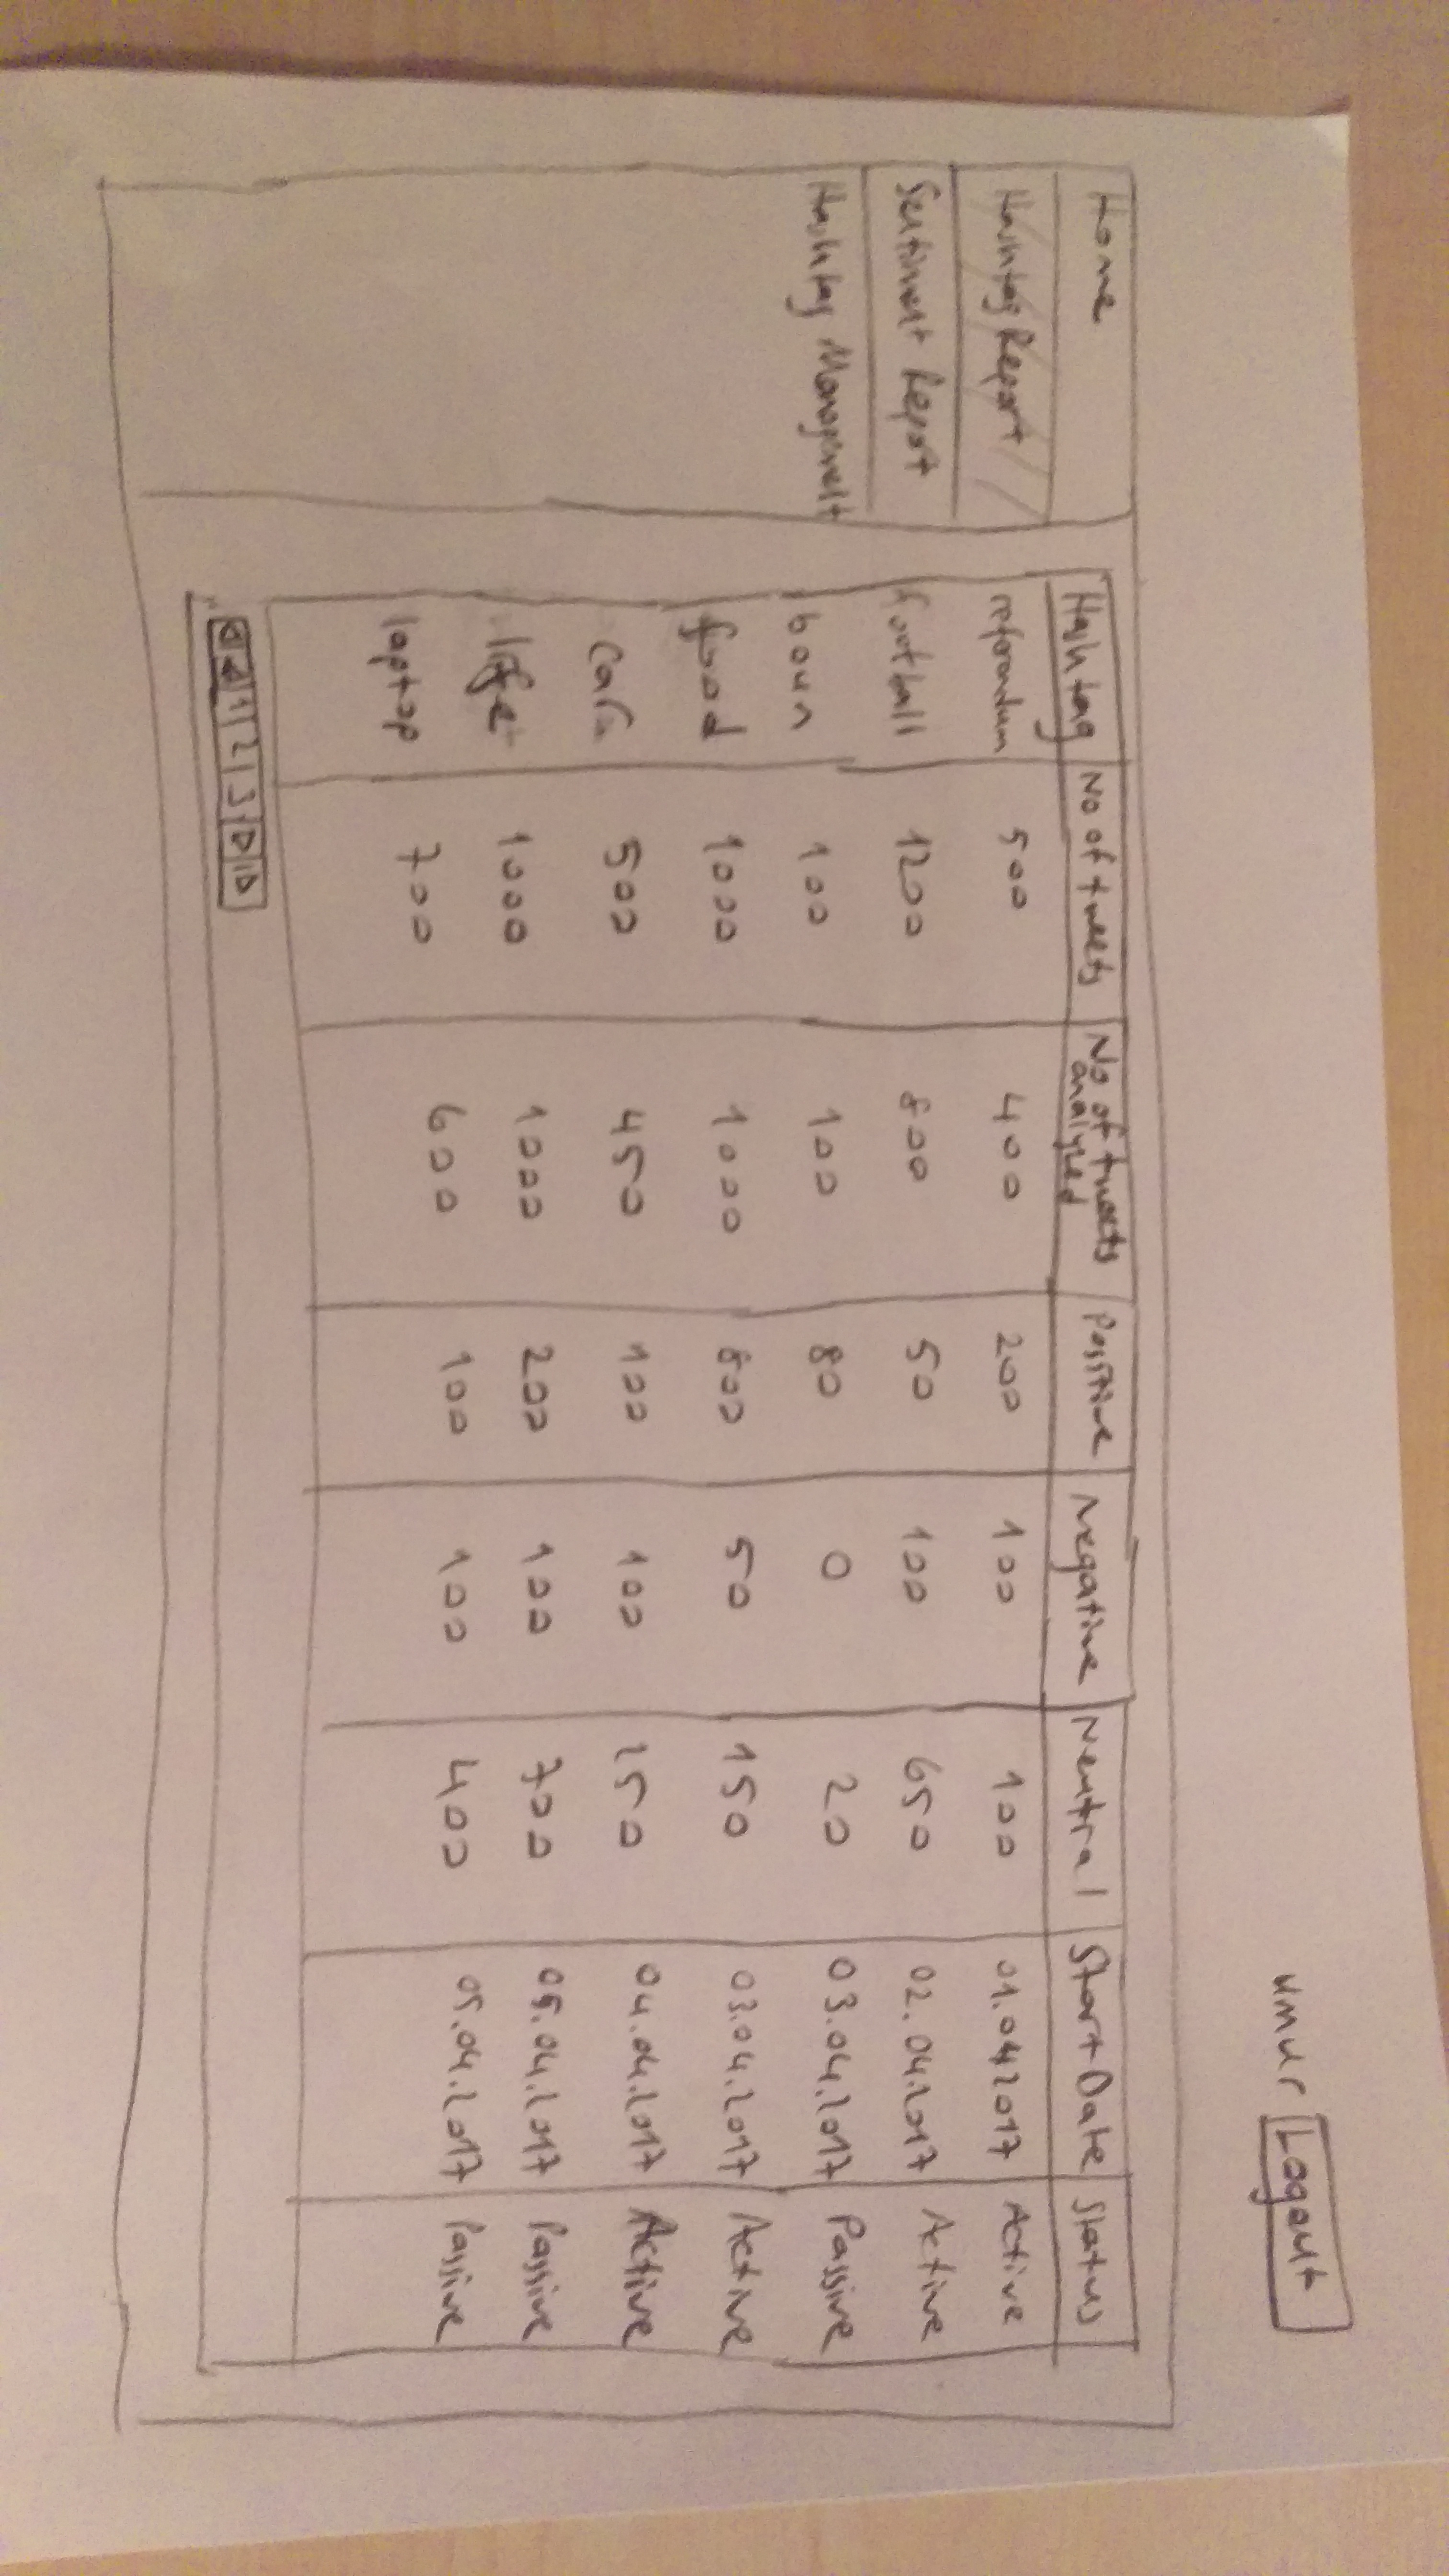 umur Logout
Home
Hashtag Report
Sentiment Report
Hashtag Management
Hashtag No of tweets No of tweets analyzed Positive Negative Neutral Start Date Status
referandum 500 400 200 100 100 01.04.2017 Active
football 1200 800 50 100 650 02.04.2017 Active
boun 100 100 80 0 20 03.04.2017 Passive
food 1000 1000 800 50 150 03.04.2017 Active
car 500 450 100 100 250 04.04.2017 Active
life 1000 1000 200 100 700 05.04.2017 Passive
laptop 700 600 100 100 400 05.04.2017 Passive
1 2 3